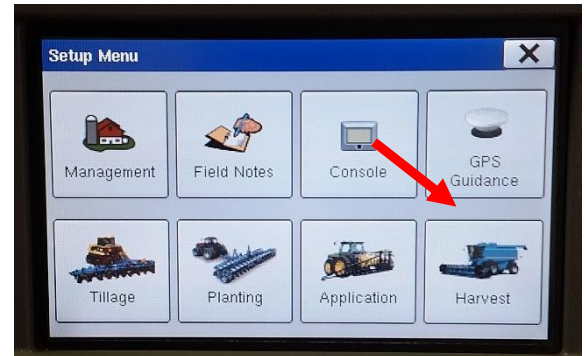 Setup Menu
X
Management
Field Notes
Console
GPS
Guidance
Tillage
Planting
Application
Harvest